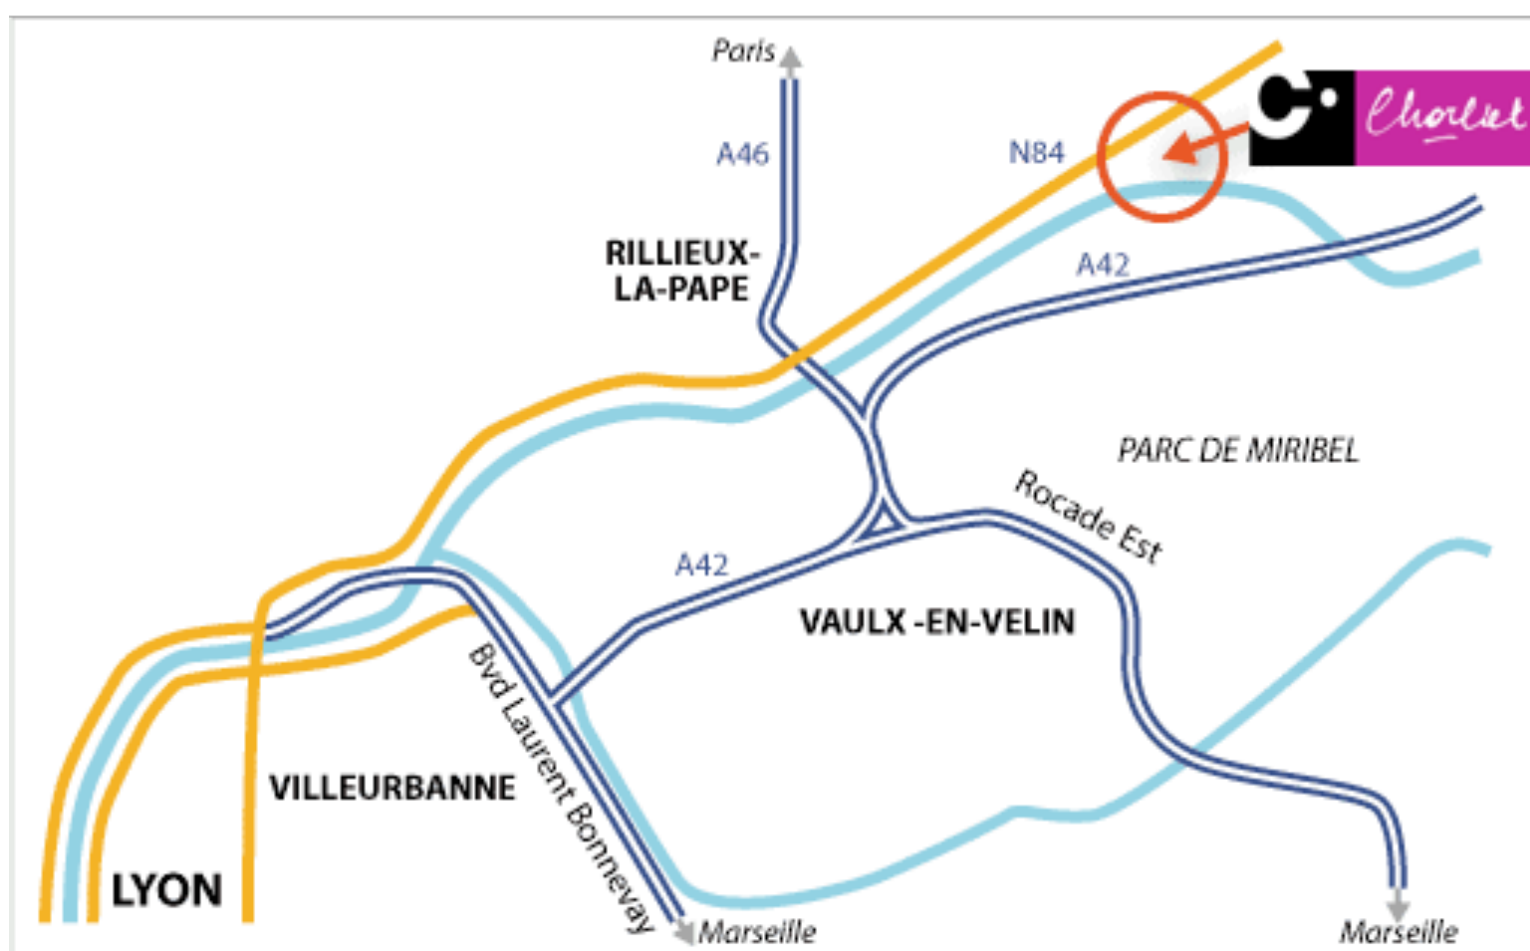 Paris
A46
N84
C·
Chorliet
RILLIEUX-
LA-PAPE
A42
PARC DE MIRIBEL
Rocade Est
A42
VAULX -EN-VELIN
Bvd Laurent Bonnevay
VILLEURBANNE
LYON
Marseille
Marseille